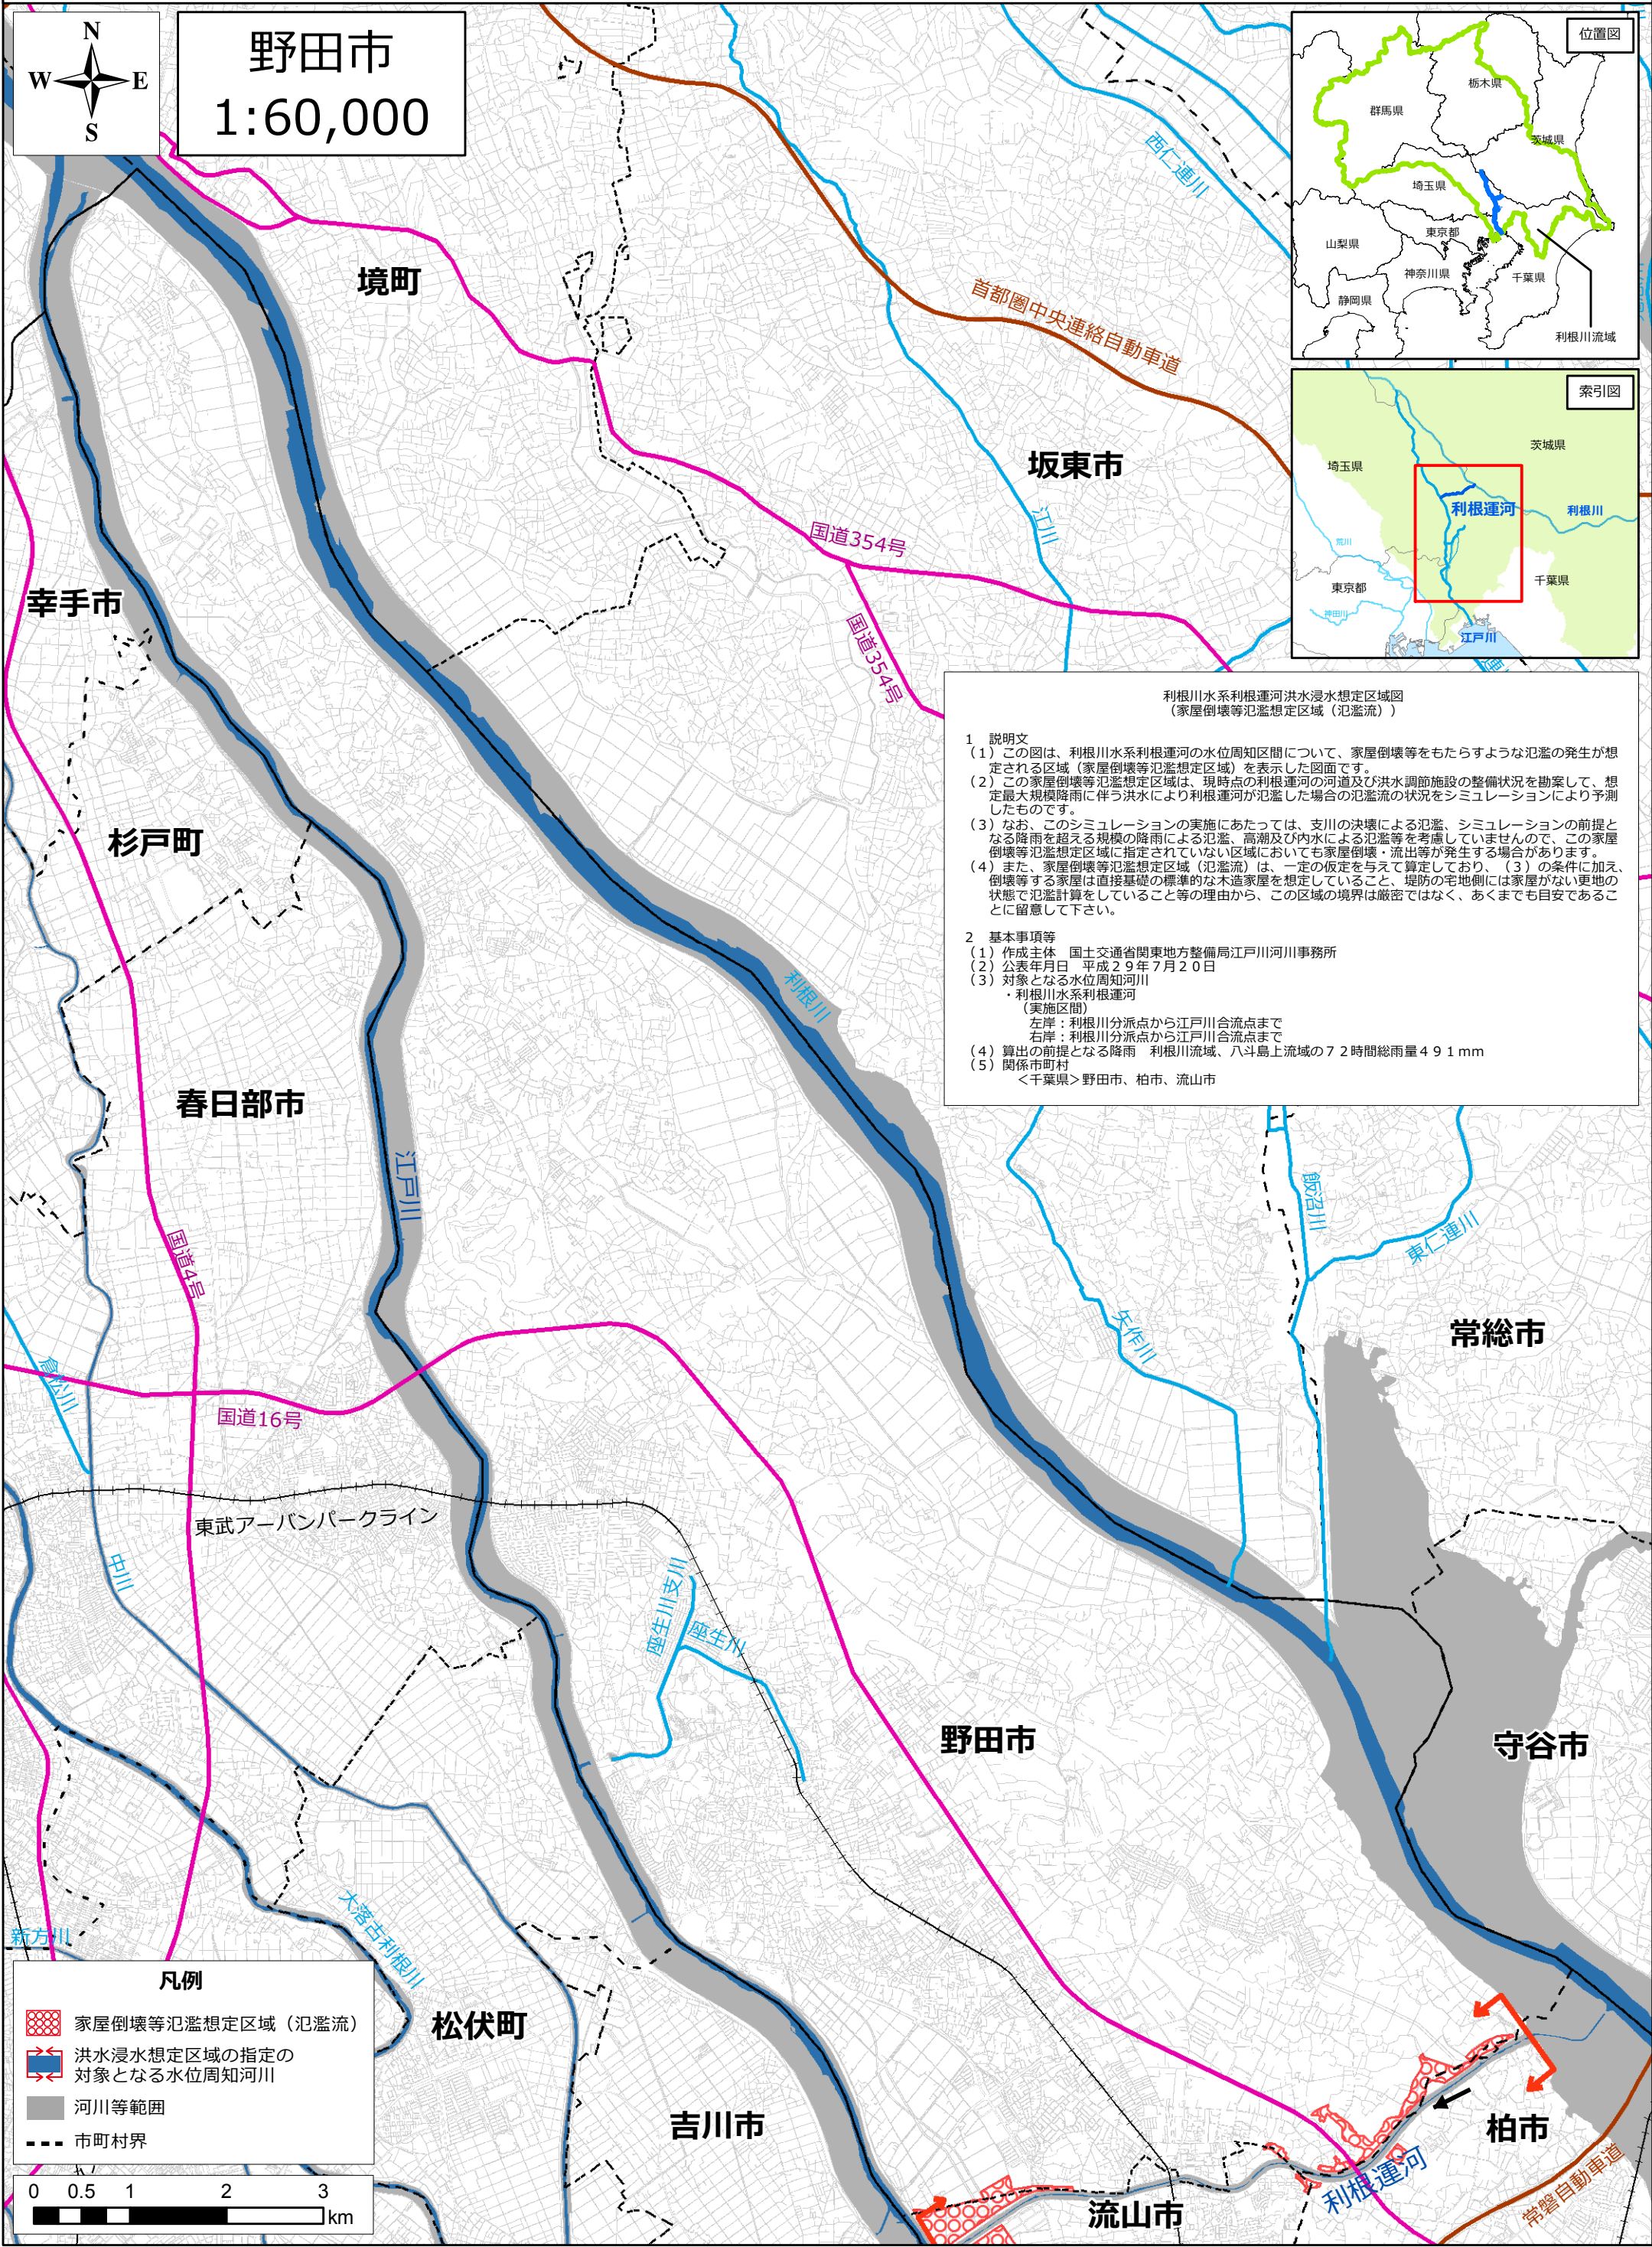 N
W E
S
野田市
1:60,000
位置図
栃木県
群馬県
茨城県
埼玉県
東京都
山梨県
神奈川県
千葉県
静岡県
利根川流域
索引図
茨城県
埼玉県
利根運河
利根川
荒川
東京都
千葉県
神田川
江戸川
西仁連川
境町
首都圏中央連絡自動車道
坂東市
江川
国道354号
国道354号
幸手市
利根川水系利根運河洪水浸水想定区域図
（家屋倒壊等氾濫想定区域（氾濫流））
1 説明文
（1）この図は、利根川水系利根運河の水位周知区間について、家屋倒壊等をもたらすような氾濫の発生が想
定される区域（家屋倒壊等氾濫想定区域）を表示した図面です。
（2）この家屋倒壊等氾濫想定区域は、現時点の利根運河の河道及び洪水調節施設の整備状況を勘案して、想
定最大規模降雨に伴う洪水により利根運河が氾濫した場合の氾濫流の状況をシミュレーションにより予測
したものです。
（3）なお、このシミュレーションの実施にあたっては、支川の決壊による氾濫、シミュレーションの前提と
なる降雨を超える規模の降雨による氾濫、高潮及び内水による氾濫等を考慮していませんので、この家屋
倒壊等氾濫想定区域に指定されていない区域においても家屋倒壊・流出等が発生する場合があります。
（4）また、家屋倒壊等氾濫想定区域（氾濫流）は、一定の仮定を与えて算定しており、（3）の条件に加え、
倒壊等する家屋は直接基礎の標準的な木造家屋を想定していること、堤防の宅地側には家屋がない更地の
状態で氾濫計算をしていること等の理由から、この区域の境界は厳密ではなく、あくまでも目安であるこ
とに留意して下さい。
2 基本事項等
（1）作成主体 国土交通省関東地方整備局江戸川河川事務所
（2）公表年月日 平成２９年７月２０日
（3）対象となる水位周知河川
・利根川水系利根運河
（実施区間）
左岸：利根川分派点から江戸川合流点まで
右岸：利根川分派点から江戸川合流点まで
（4）算出の前提となる降雨 利根川流域、八斗島上流域の７２時間総雨量４９１mm
（5）関係市町村
＜千葉県＞野田市、柏市、流山市
杉戸町
利根川
春日部市
江戸川
飯沼川
東仁連川
国道4号
矢作川
常総市
倉松川
国道16号
東武アーバンパークライン
中川
座生川支川
座生川
野田市
守谷市
大落古利根川
新方川
松伏町
吉川市
柏市
利根運河
流山市
常磐自動車道
凡例
家屋倒壊等氾濫想定区域（氾濫流）
洪水浸水想定区域の指定の
対象となる水位周知河川
河川等範囲
市町村界
0 0.5 1 2 3
km